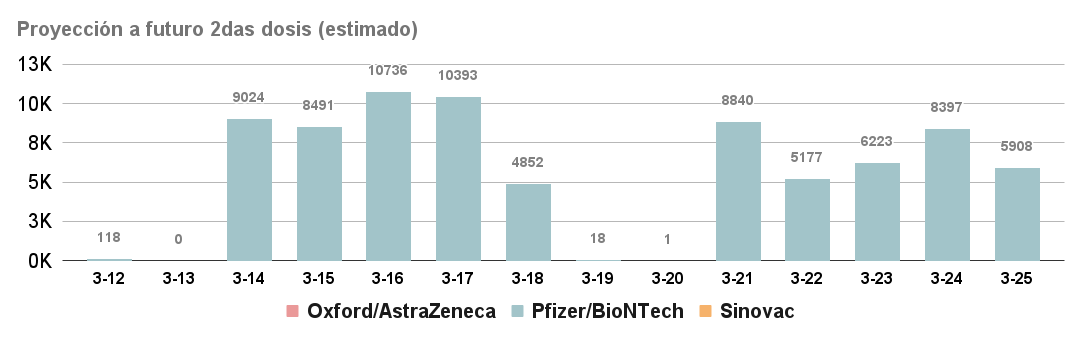 Proyección a futuro 2das dosis (estimado)
13K
10K
8K
5K
3K
0K
118
0
9024
8491
10736
10393
4852
18
1
8840
5177
6223
8397
5908
3-12
3-13
3-14
3-15
3-16
3-17
3-18
3-19
3-20
3-21
3-22
3-23
3-24
3-25
Oxford/AstraZeneca
Pfizer/BioNTech
Sinovac